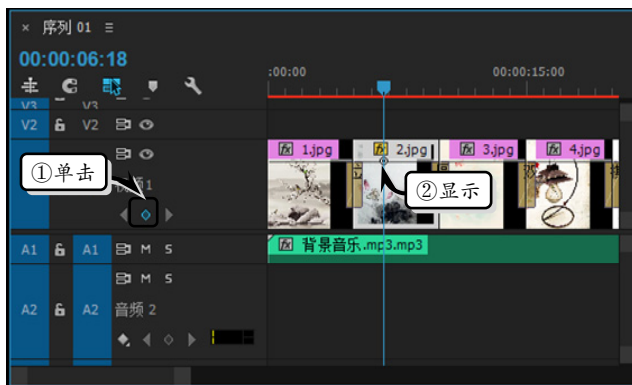 × 序列 01 ≡
00:00:06:18
:00:00 00:00:15:00
V3 V3
V2 V2
1.jpg 2.jpg 3.jpg 4.jpg
①单击
1
②显示
A1 A1 M S
背景音乐.mp3.mp3
M S
A2 A2 音频 2